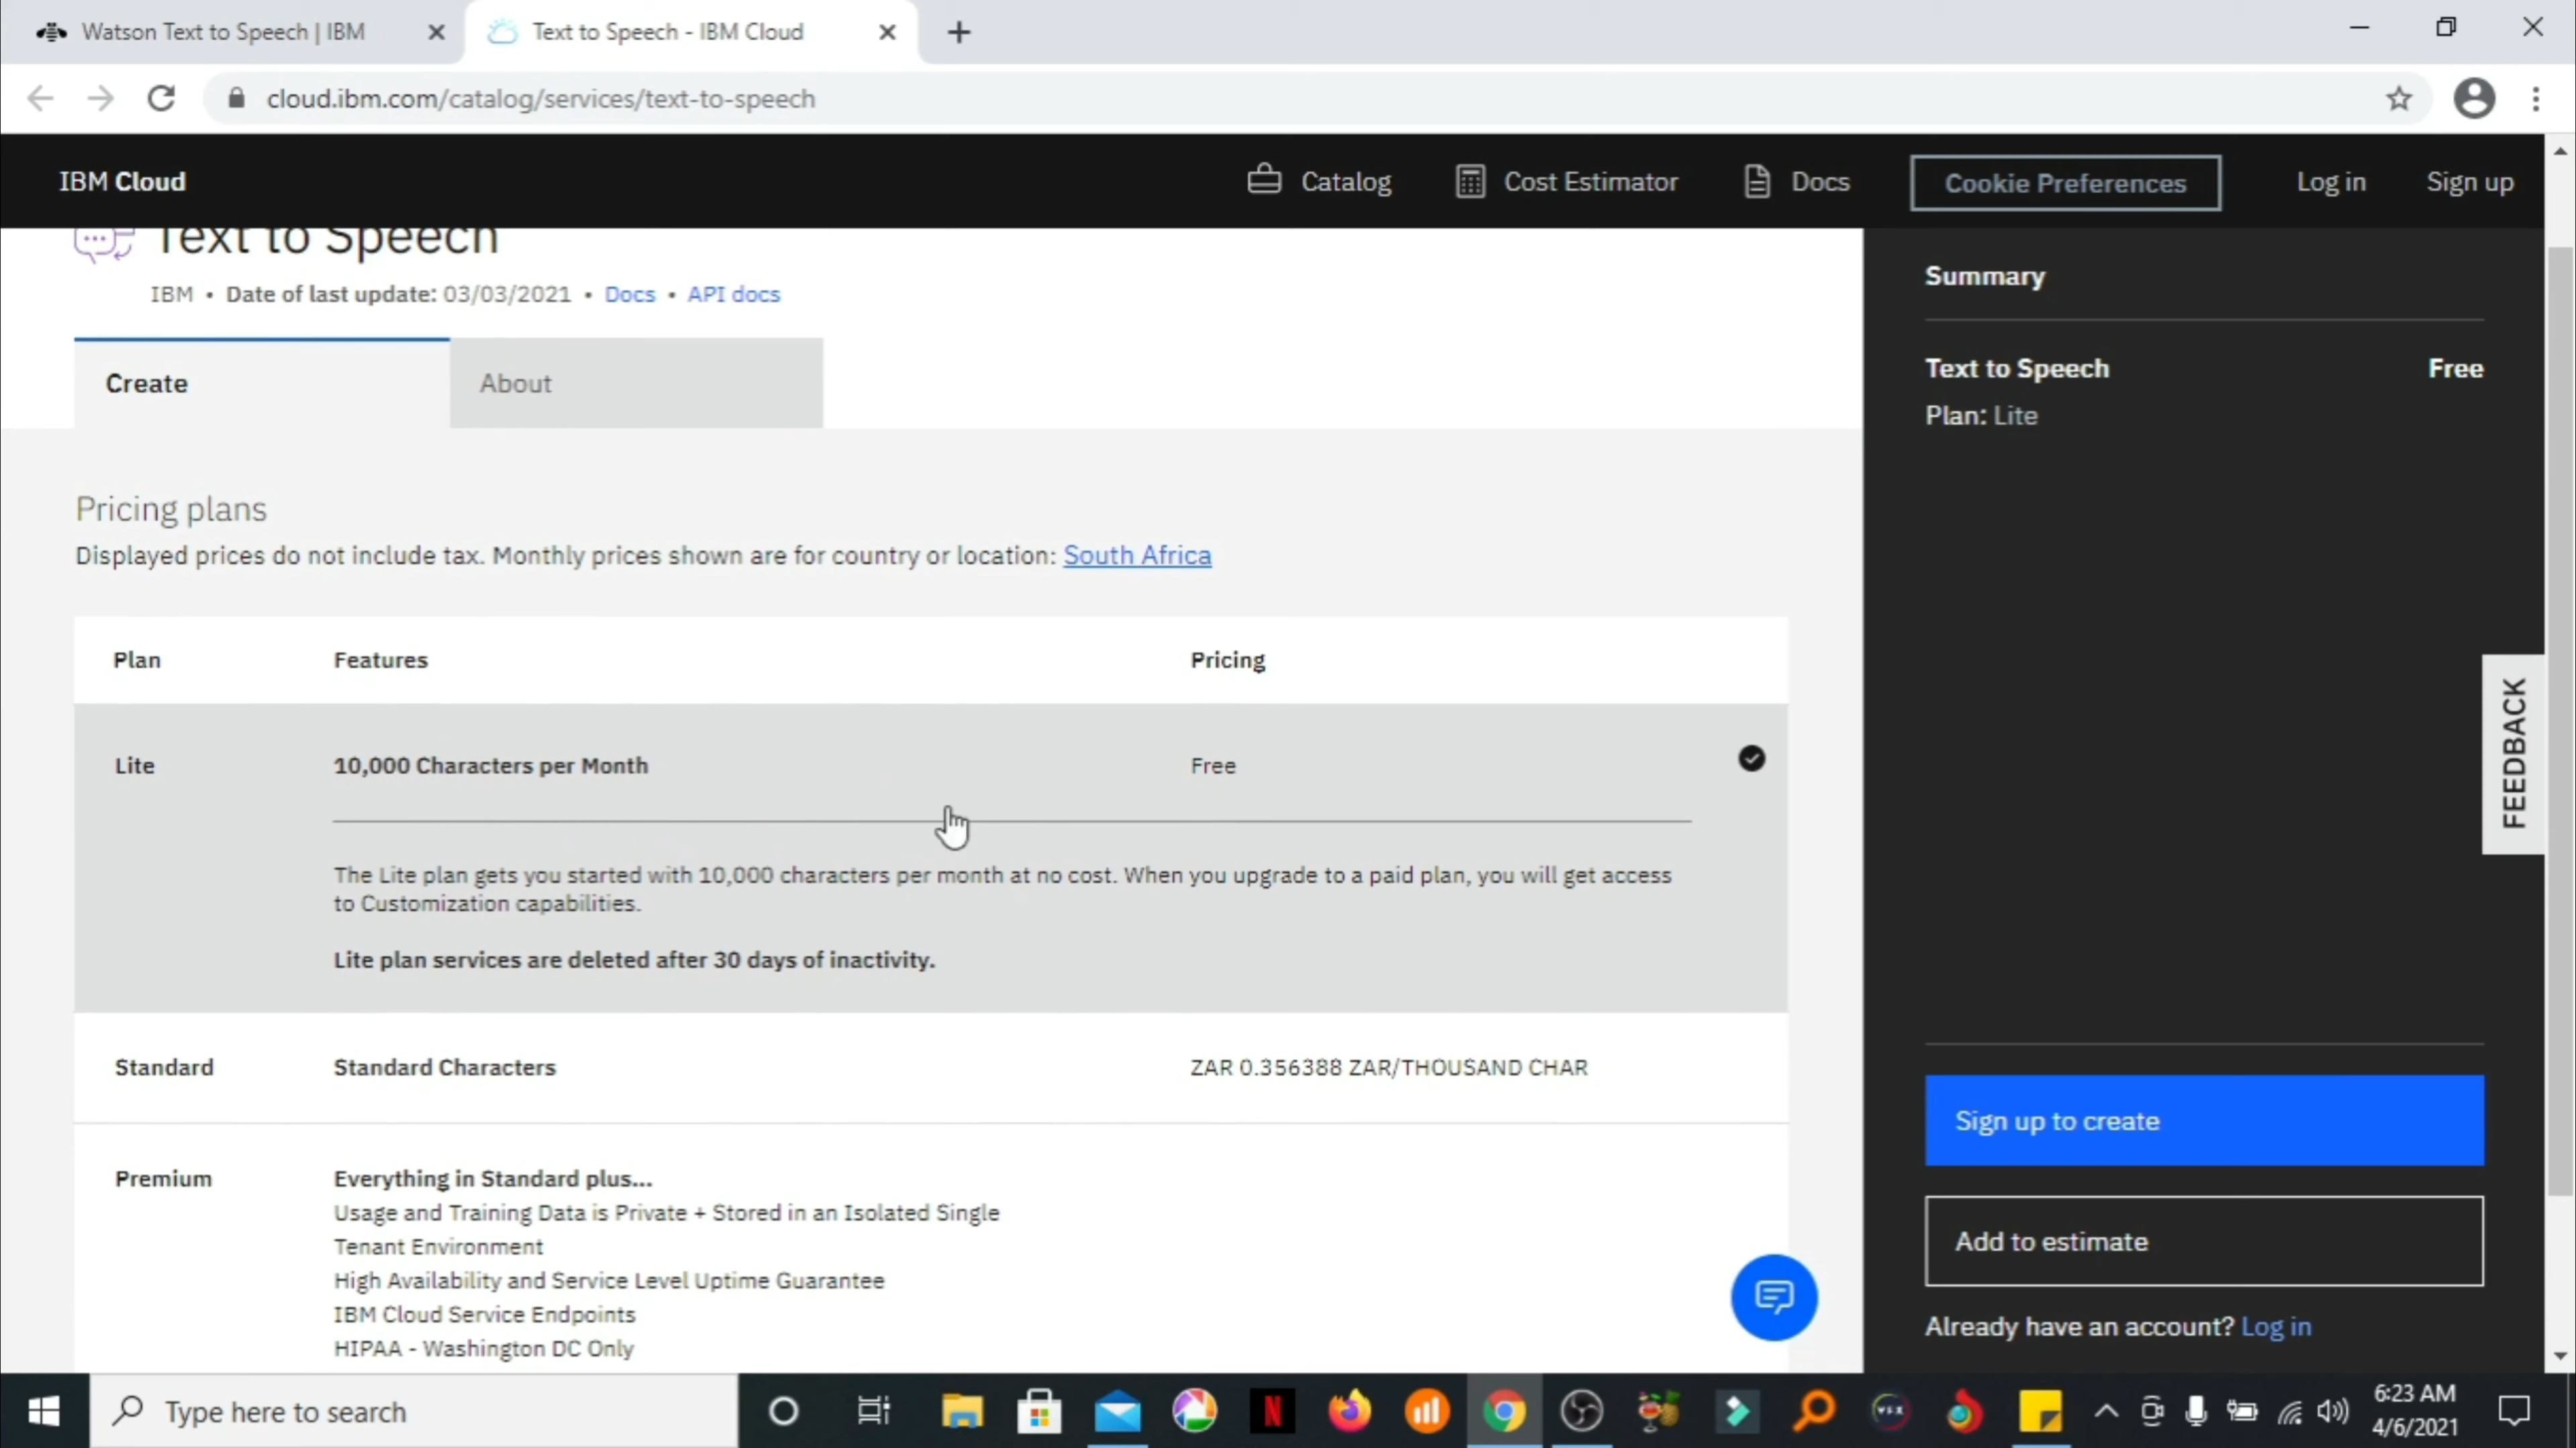 Watson Text to Speech | IBM
Text to Speech - IBM Cloud
cloud.ibm.com/catalog/services/text-to-speech
IBM Cloud
Catalog
Cost Estimator
Docs
Cookie Preferences
Log in
Sign up
Text to Speech
IBM • Date of last update: 03/03/2021 • Docs • API docs
Create
About
Pricing plans
Displayed prices do not include tax. Monthly prices shown are for country or location: South Africa
Plan
Features
Pricing
Lite
10,000 Characters per Month
Free
The Lite plan gets you started with 10,000 characters per month at no cost. When you upgrade to a paid plan, you will get access
to Customization capabilities.
Lite plan services are deleted after 30 days of inactivity.
Standard
Standard Characters
ZAR 0.356388 ZAR/THOUSAND CHAR
Premium
Everything in Standard plus...
Usage and Training Data is Private + Stored in an Isolated Single
Tenant Environment
High Availability and Service Level Uptime Guarantee
IBM Cloud Service Endpoints
HIPAA - Washington DC Only
Summary
Text to Speech
Free
Plan: Lite
FEEDBACK
Sign up to create
Add to estimate
Already have an account? Log in
Type here to search
N
VFX
6:23 AM
4/6/2021